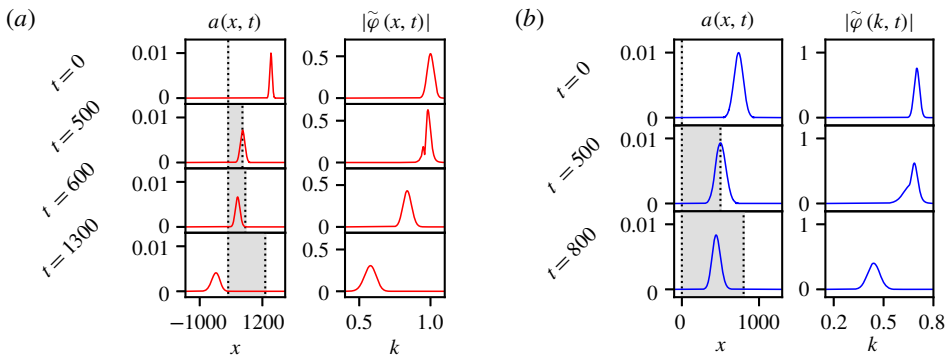 (a)
a(x, t)
|φ̃(x, t)|
t = 0
0.01
0
0.5
0
t = 500
0.01
0
0.5
0
t = 600
0.01
0
0.5
0
t = 1300
0.01
0
0.5
0
−1000 1200
0.5 1.0
x
k
(b)
a(x, t)
|φ̃(k, t)|
t = 0
0.01
0
1
0
t = 500
0.01
0
1
0
t = 800
0.01
0
1
0
0 1000
0.2 0.5 0.8
x
k